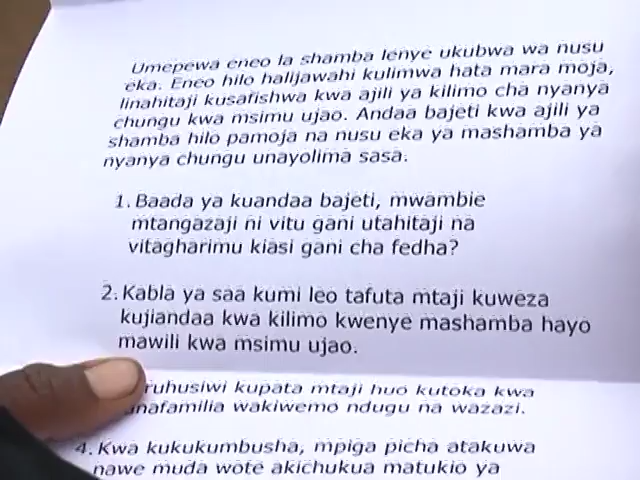 Umepewa eneo la shamba lenye ukubwa wa nusu
eka. Eneo hilo halijawahi kulimwa hata mara moja,
linahitaji kusafishwa kwa ajili ya kilimo cha nyanya
chungu kwa msimu ujao. Andaa bajeti kwa ajili ya
shamba hilo pamoja na nusu eka ya mashamba ya
nyanya chungu unayolima sasa.
1. Baada ya kuandaa bajeti, mwambie
mtangazaji ni vitu gani utahitaji na
vitagharimu kiasi gani cha fedha?
2. Kabla ya saa kumi leo tafuta mtaji kuweza
kujiandaa kwa kilimo kwenye mashamba hayo
mawili kwa msimu ujao.
kupata mtaji huo kutoka kwa
wakiwemo ndugu na wazazi.
4. Kwa kukukumbusha, mpiga picha atakuwa
nawe muda wote akichukua matukio ya